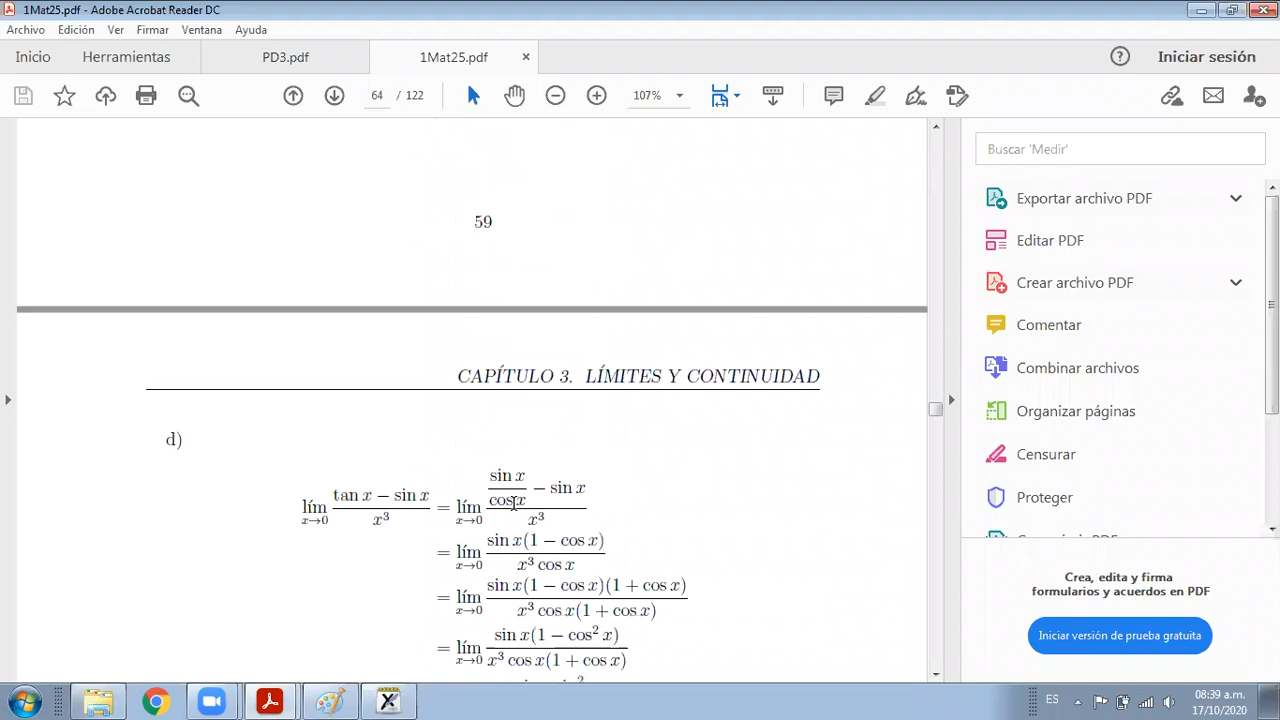 1Mat25.pdf - Adobe Acrobat Reader DC
Archivo Edición Ver Firmar Ventana Ayuda
Inicio Herramientas PD3.pdf 1Mat25.pdf × Iniciar sesión
64 / 122 107%
59
CAPÍTULO 3. LÍMITES Y CONTINUIDAD
d)
lím x→0 (tan x − sin x)/x³ = lím x→0 (sin x/cos x − sin x)/x³
= lím x→0 sin x(1 − cos x)/x³ cos x
= lím x→0 sin x(1 − cos x)(1 + cos x)/x³ cos x(1 + cos x)
= lím x→0 sin x(1 − cos² x)/x³ cos x(1 + cos x)
Buscar 'Medir'
Exportar archivo PDF
Editar PDF
Crear archivo PDF
Comentar
Combinar archivos
Organizar páginas
Censurar
Proteger
Crea, edita y firma
formularios y acuerdos en PDF
Iniciar versión de prueba gratuita
ES 08:39 a.m.
17/10/2020